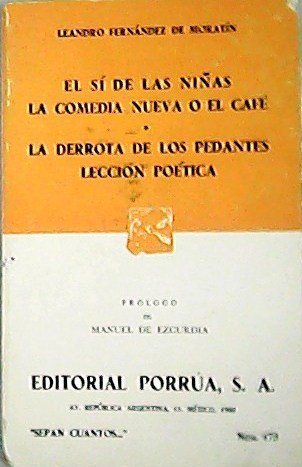 LEANDRO FERNÁNDEZ DE MORATÍN
EL SÍ DE LAS NIÑAS
LA COMEDIA NUEVA O EL CAFÉ
•
LA DERROTA DE LOS PEDANTES
LECCIÓN POÉTICA
PRÓLOGO
DE
MANUEL DE EZCURDIA
EDITORIAL PORRÚA, S. A.
AV. REPÚBLICA ARGENTINA, 15. MÉXICO,
"SEPAN CUANTOS..."
Núm.